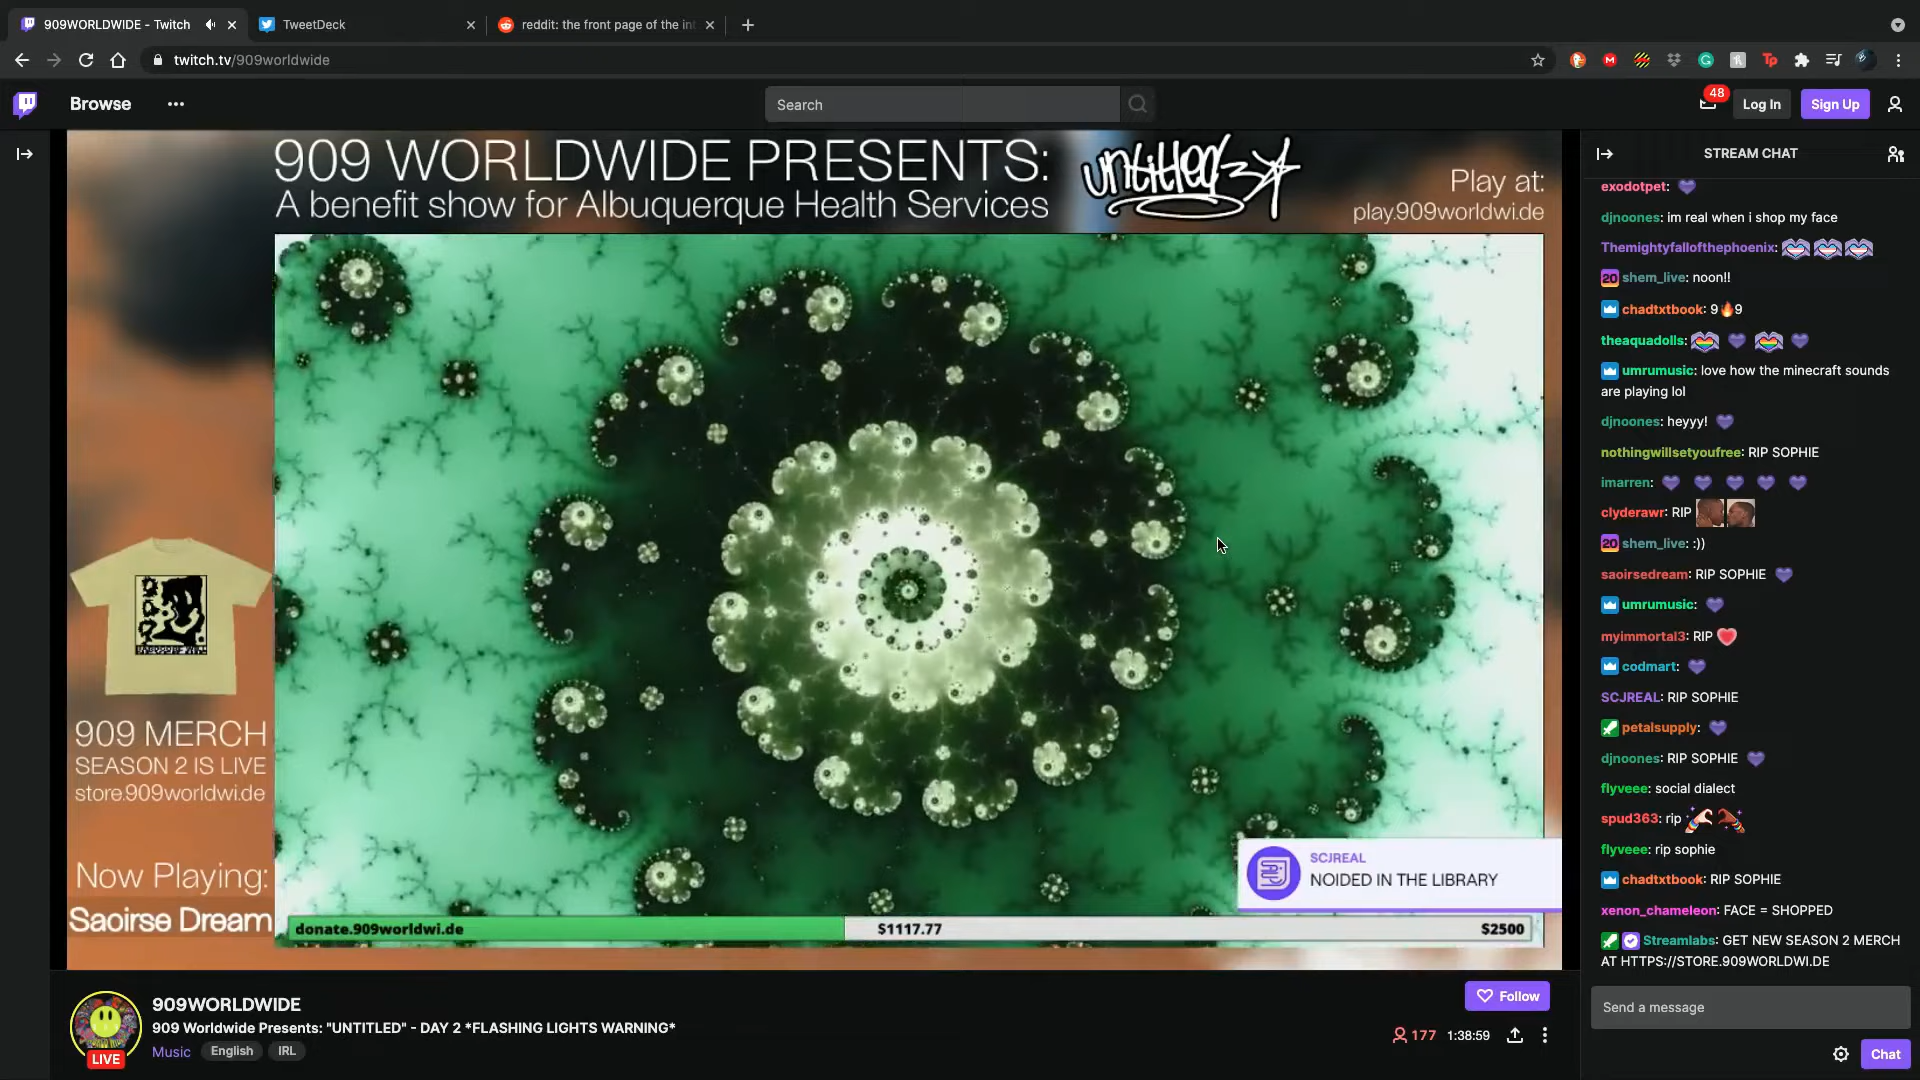 909WORLDWIDE - Twitch
TweetDeck
reddit: the front page of the in
twitch.tv/909worldwide
Browse
Search
48
Log In
Sign Up
909 WORLDWIDE PRESENTS:
A benefit show for Albuquerque Health Services
untitled
Play at:
play.909worldwi.de
909 MERCH
SEASON 2 IS LIVE
store.909worldwi.de
Now Playing:
Saoirse Dream
SCJREAL
NOIDED IN THE LIBRARY
donate.909worldwi.de
$1117.77
$2500
LIVE
909WORLDWIDE
909 Worldwide Presents: "UNTITLED" - DAY 2 *FLASHING LIGHTS WARNING*
Music
English
IRL
Follow
177
1:38:59
STREAM CHAT
exodotpet: 💜
djnoones: im real when i shop my face
Themightyfallofthephoenix:
20 shem_live: noon!!
chadtxtbook: 9🔥9
theaquadolls: 💜 💜
umrumusic: love how the minecraft sounds
are playing lol
djnoones: heyyy! 💜
nothingwillsetyoufree: RIP SOPHIE
imarren: 💜 💜 💜 💜 💜
clyderawr: RIP
20 shem_live: :))
saoirsedream: RIP SOPHIE 💜
umrumusic: 💜
myimmortal3: RIP ❤️
codmart: 💜
SCJREAL: RIP SOPHIE
petalsupply: 💜
djnoones: RIP SOPHIE 💜
flyveee: social dialect
spud363: rip
flyveee: rip sophie
chadtxtbook: RIP SOPHIE
xenon_chameleon: FACE = SHOPPED
Streamlabs: GET NEW SEASON 2 MERCH
AT HTTPS://STORE.909WORLDWI.DE
Send a message
Chat